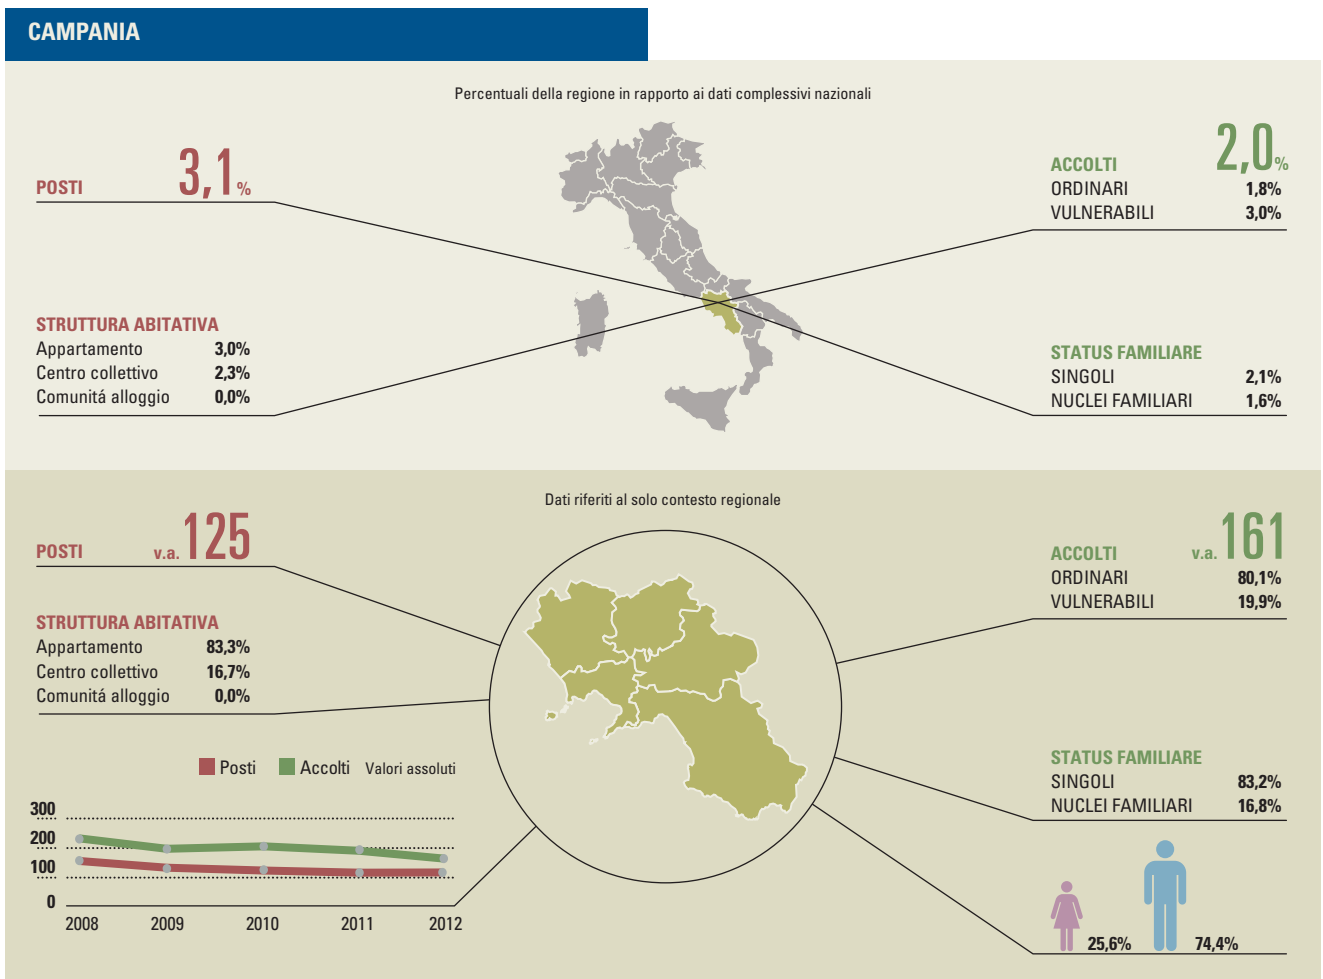 CAMPANIA
Percentuali della regione in rapporto ai dati complessivi nazionali
POSTI 3,1%
STRUTTURA ABITATIVA
Appartamento 3,0%
Centro collettivo 2,3%
Comunitá alloggio 0,0%
ACCOLTI 2,0%
ORDINARI 1,8%
VULNERABILI 3,0%
STATUS FAMILIARE
SINGOLI 2,1%
NUCLEI FAMILIARI 1,6%
Dati riferiti al solo contesto regionale
POSTI v.a. 125
STRUTTURA ABITATIVA
Appartamento 83,3%
Centro collettivo 16,7%
Comunitá alloggio 0,0%
Posti Accolti Valori assoluti
300
200
100
0
2008 2009 2010 2011 2012
ACCOLTI v.a. 161
ORDINARI 80,1%
VULNERABILI 19,9%
STATUS FAMILIARE
SINGOLI 83,2%
NUCLEI FAMILIARI 16,8%
25,6% 74,4%